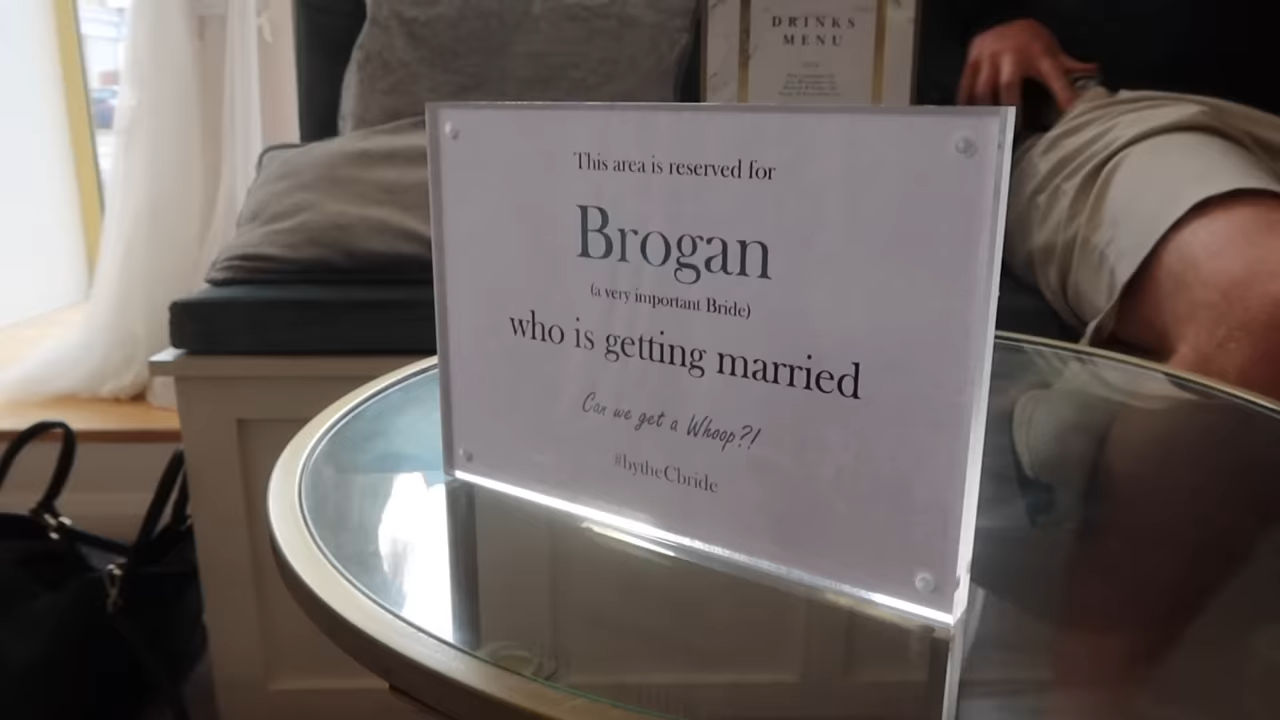 DRINKS
MENU
This area is reserved for
Brogan
(a very important Bride)
who is getting married
Can we get a Whoop?!
#bytheCbride